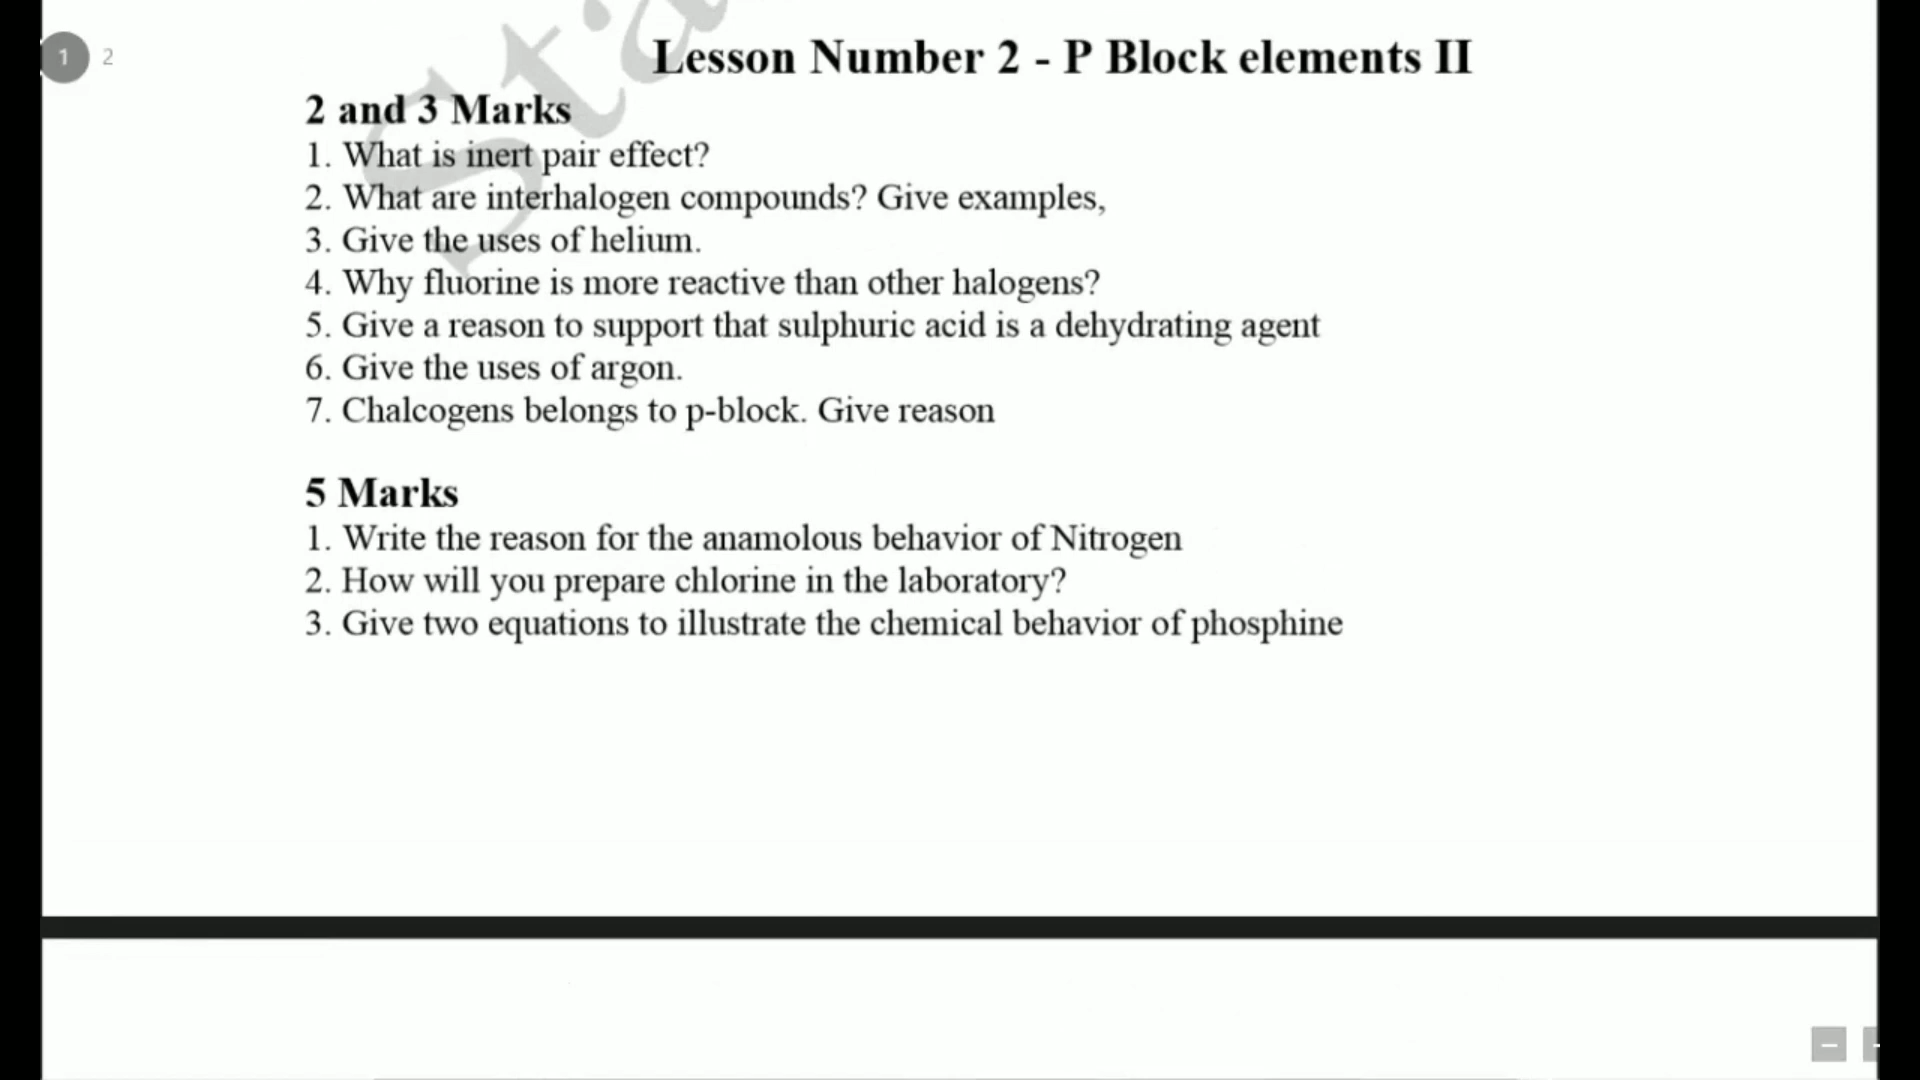 1 2
Lesson Number 2 - P Block elements II
2 and 3 Marks
1. What is inert pair effect?
2. What are interhalogen compounds? Give examples,
3. Give the uses of helium.
4. Why fluorine is more reactive than other halogens?
5. Give a reason to support that sulphuric acid is a dehydrating agent
6. Give the uses of argon.
7. Chalcogens belongs to p-block. Give reason
5 Marks
1. Write the reason for the anamolous behavior of Nitrogen
2. How will you prepare chlorine in the laboratory?
3. Give two equations to illustrate the chemical behavior of phosphine